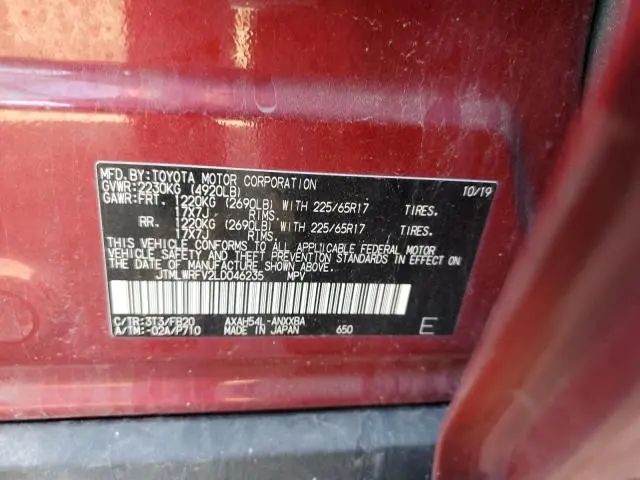 MFD.BY:TOYOTA MOTOR CORPORATION 10/19
GVWR:2230KG (4920LB)
GAWR:FRT. 1220KG (2690LB) WITH 225/65R17 TIRES.
17X7J RIMS.
RR. 1220KG (2690LB) WITH 225/65R17 TIRES.
17X7J RIMS.
THIS VEHICLE CONFORMS TO ALL APPLICABLE FEDERAL MOTOR
VEHICLE SAFETY, BUMPER, AND THEFT PREVENTION STANDARDS
IN EFFECT ON THE DATE OF MANUFACTURE SHOWN ABOVE.
JTMLWRFV2LD046235 MPV
C/TR:3T3/FB20 AXAH54L-ANXXBA
A/TM:-02A/P710 MADE IN JAPAN 650 E